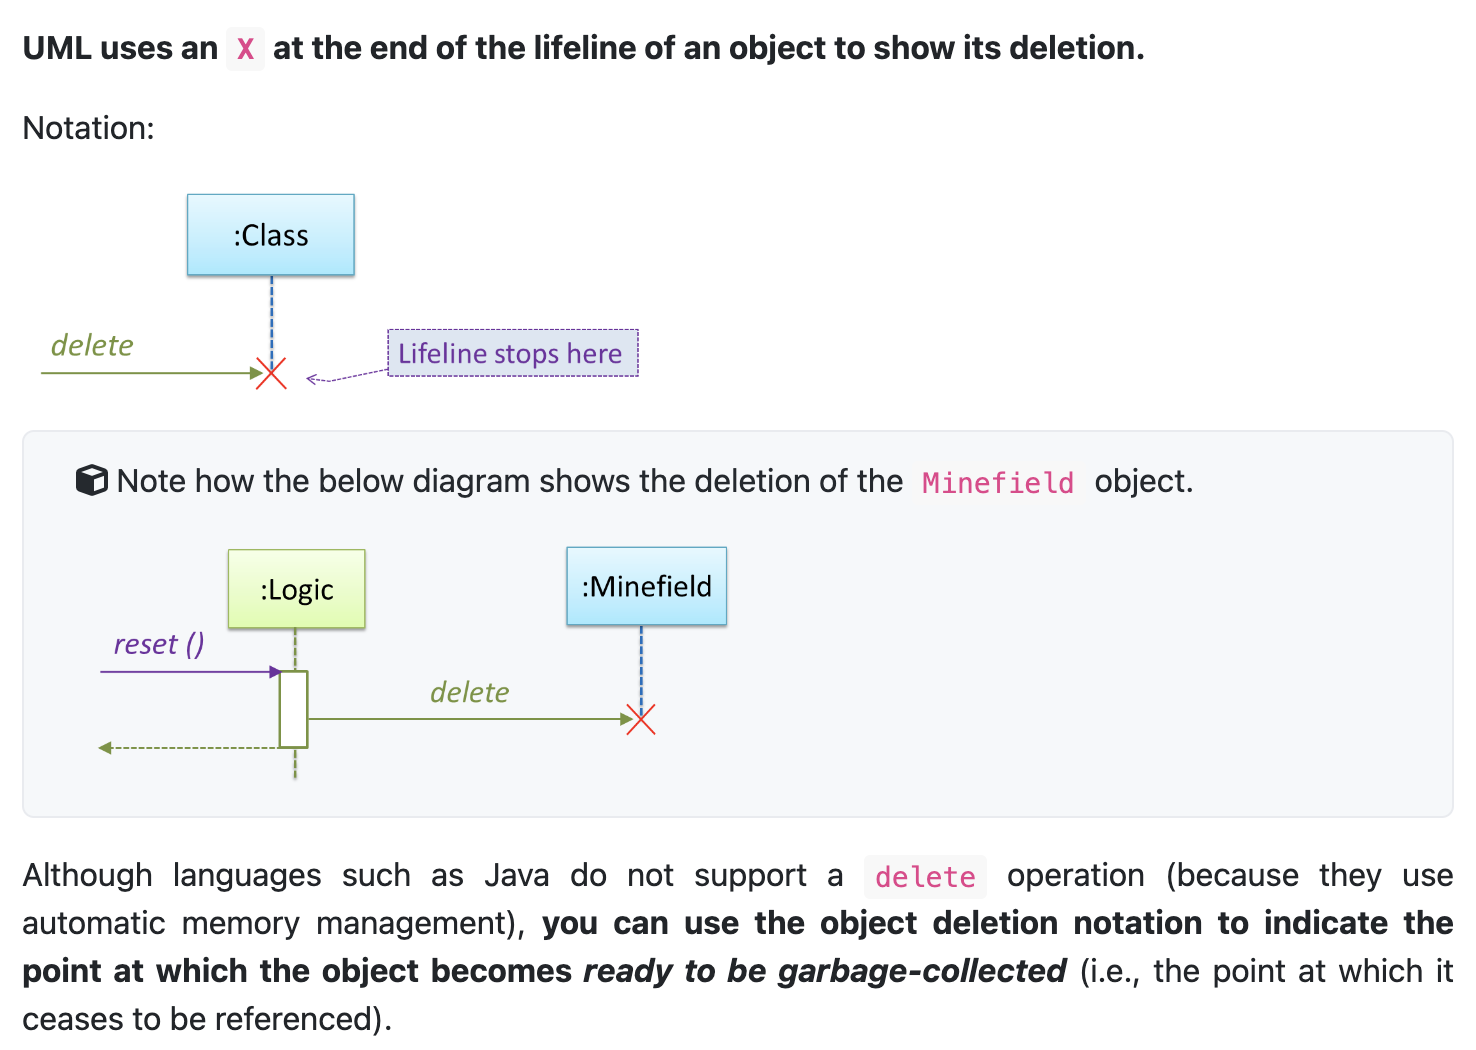 UML uses an X at the end of the lifeline of an object to show its deletion.
Notation:
:Class
delete
Lifeline stops here
Note how the below diagram shows the deletion of the Minefield object.
:Logic
:Minefield
reset ()
delete
Although languages such as Java do not support a delete operation (because they use
automatic memory management), you can use the object deletion notation to indicate the
point at which the object becomes ready to be garbage-collected (i.e., the point at which it
ceases to be referenced).